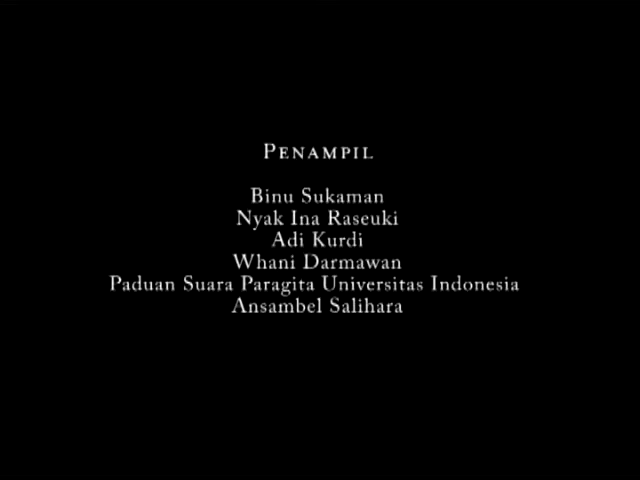 PENAMPIL
Binu Sukaman
Nyak Ina Raseuki
Adi Kurdi
Whani Darmawan
Paduan Suara Paragita Universitas Indonesia
Ansambel Salihara